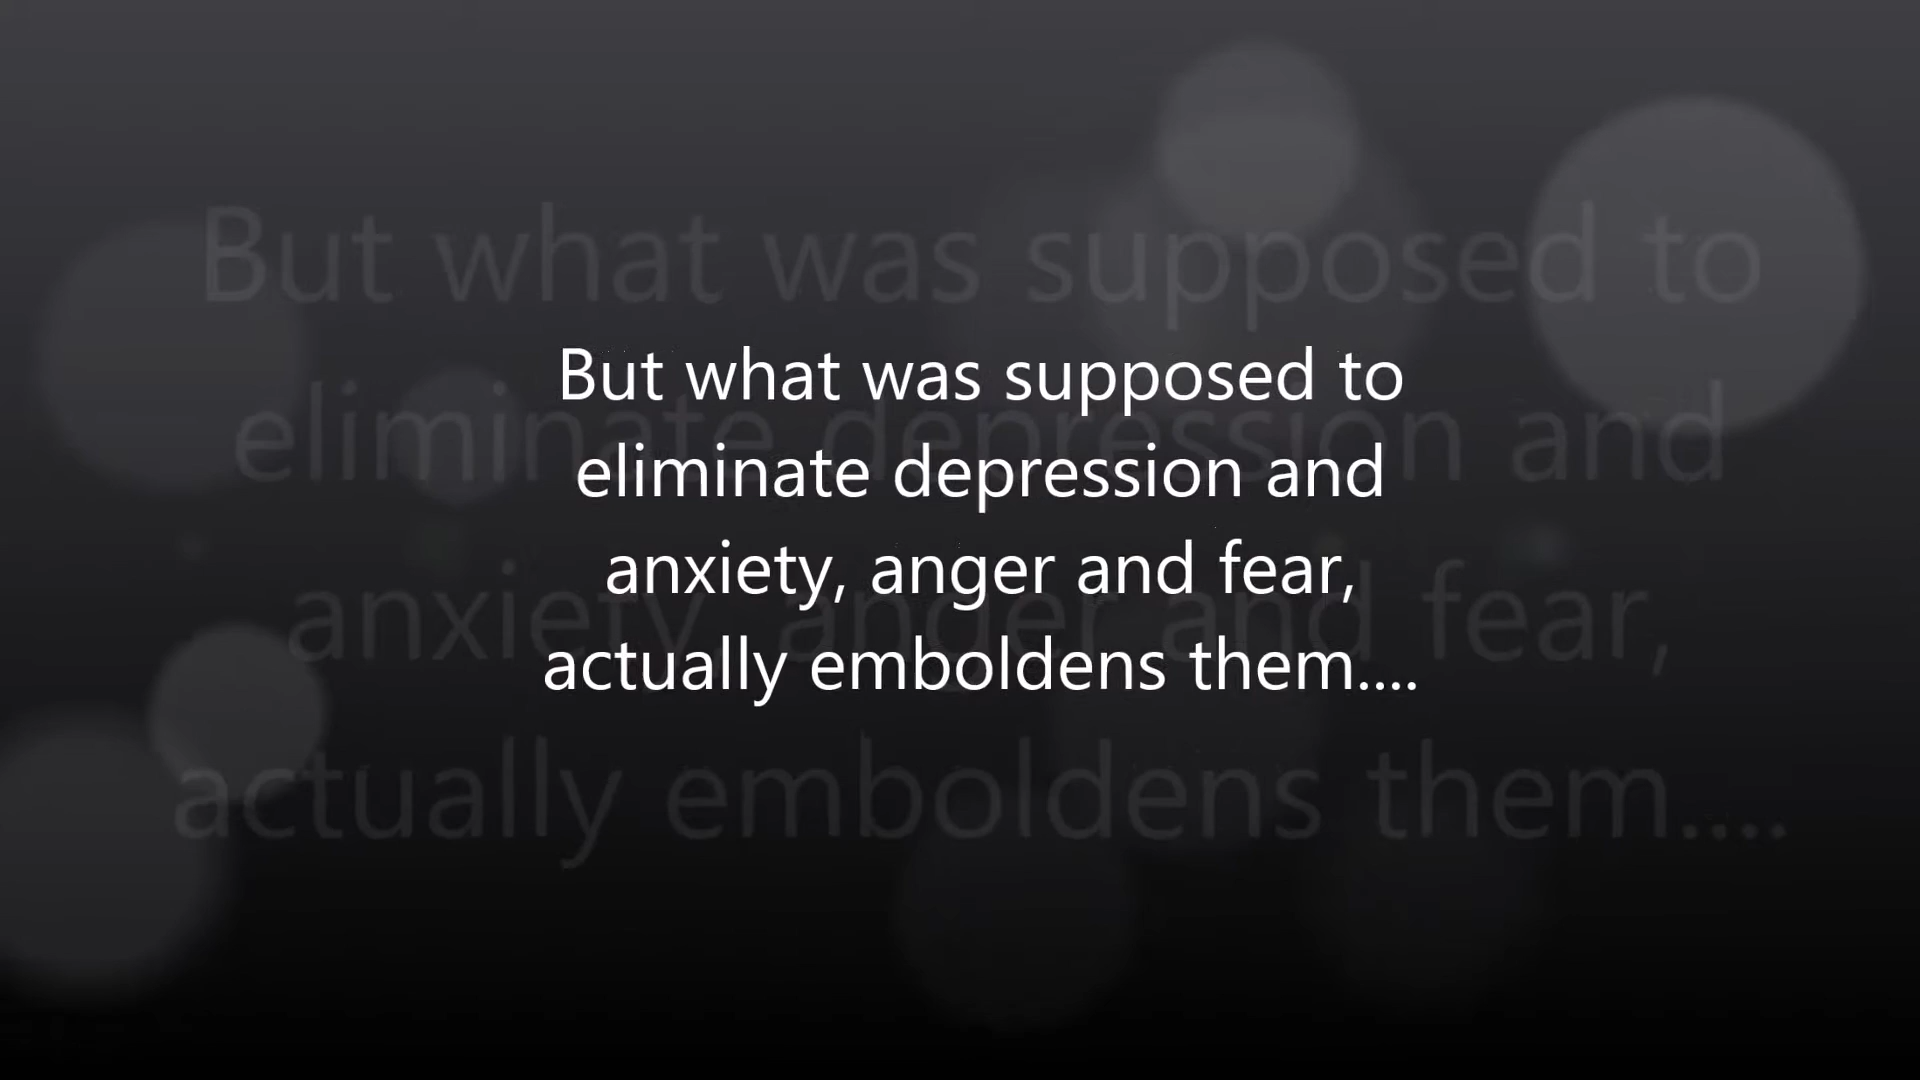 But what was supposed to
eliminate depression and
anxiety, anger and fear,
actually emboldens them....